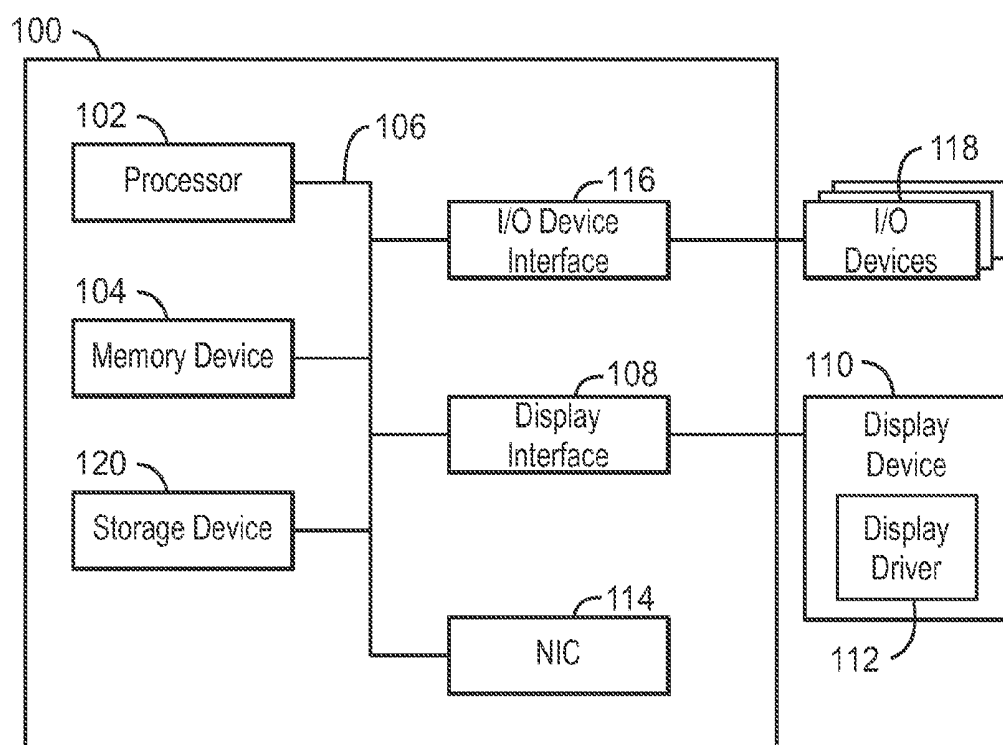 100
102
Processor
106
116
I/O Device
Interface
118
I/O
Devices
104
Memory Device
108
Display
Interface
110
Display
Device
120
Storage Device
Display
Driver
112
114
NIC